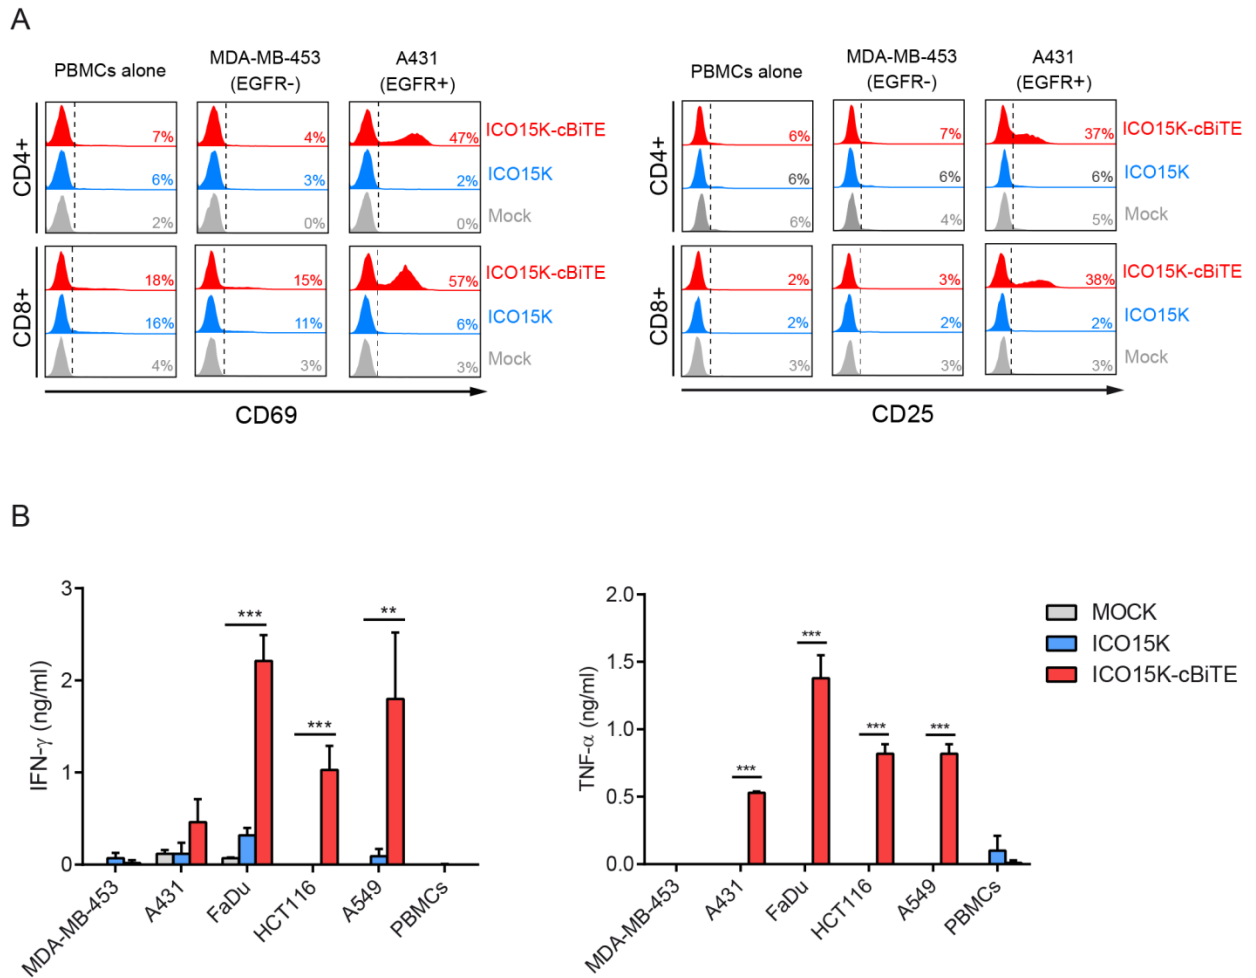 A
PBMCs alone
MDA-MB-453
(EGFR-)
A431
(EGFR+)
CD4+
7%
4%
47%
ICO15K-cBiTE
6%
3%
2%
ICO15K
2%
0%
0%
Mock
CD8+
18%
15%
57%
ICO15K-cBiTE
16%
11%
6%
ICO15K
4%
3%
3%
Mock
CD69
PBMCs alone
MDA-MB-453
(EGFR-)
A431
(EGFR+)
CD4+
6%
7%
37%
ICO15K-cBiTE
6%
6%
6%
ICO15K
6%
4%
5%
Mock
CD8+
2%
3%
38%
ICO15K-cBiTE
2%
2%
2%
ICO15K
3%
3%
3%
Mock
CD25
B
IFN-γ (ng/ml)
3
2
1
0
***
***
**
MDA-MB-453
A431
FaDu
HCT116
A549
PBMCs
TNF-α (ng/ml)
2.0
1.5
1.0
0.5
0.0
***
***
***
***
MDA-MB-453
A431
FaDu
HCT116
A549
PBMCs
MOCK
ICO15K
ICO15K-cBiTE